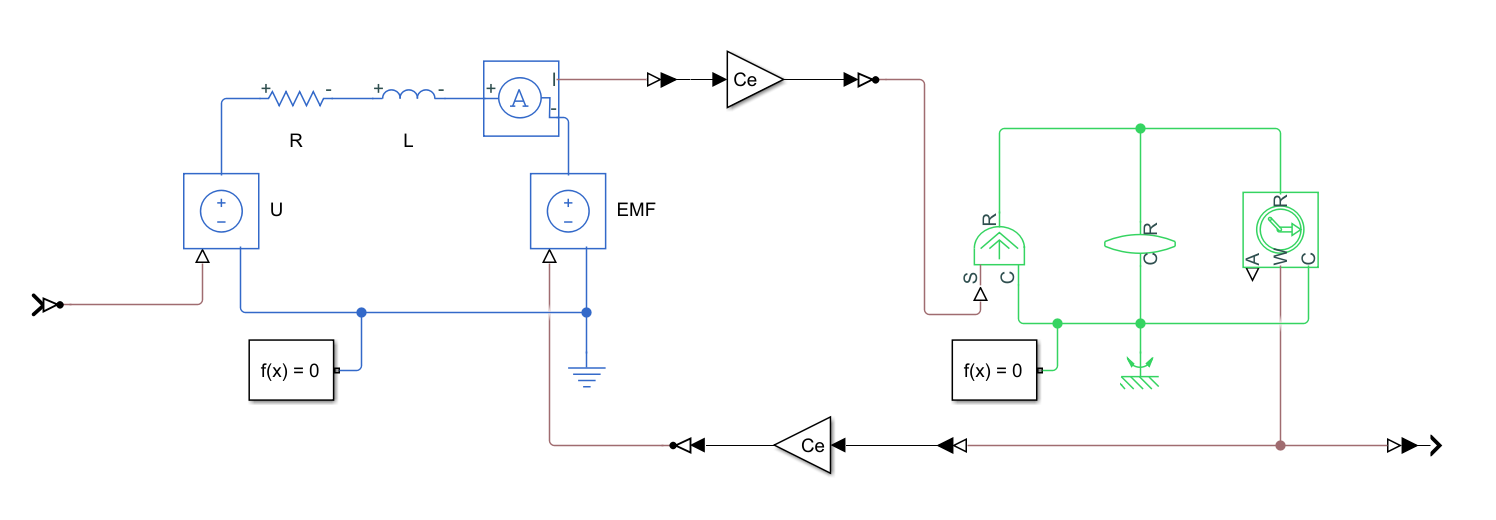 + - + - + A I -
Ce
R
L
+
-
U
+
-
EMF
R
S
C
R
C
R
A
W
C
f(x) = 0
f(x) = 0
Ce